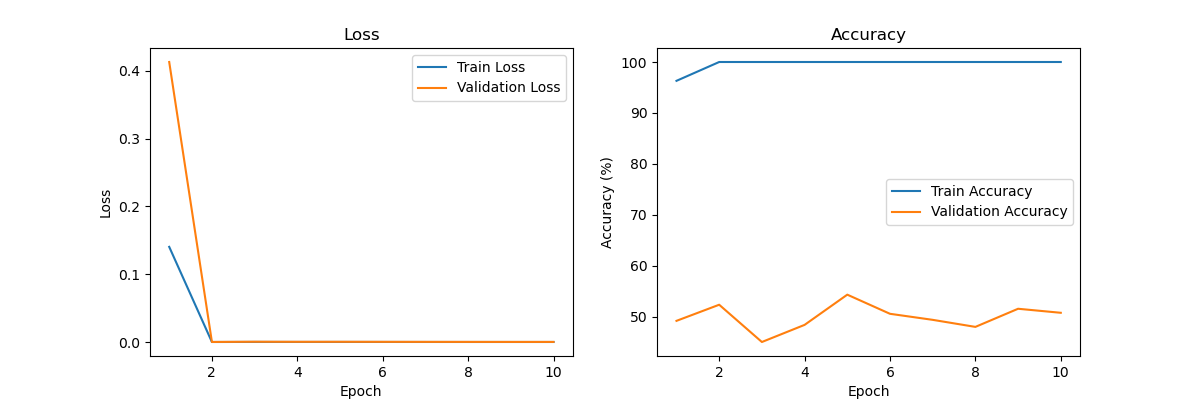 Loss
Train Loss
Validation Loss
0.4
0.3
0.2
0.1
0.0
Loss
2
4
6
8
10
Epoch
Accuracy
100
90
80
70
60
50
Accuracy (%)
Train Accuracy
Validation Accuracy
2
4
6
8
10
Epoch